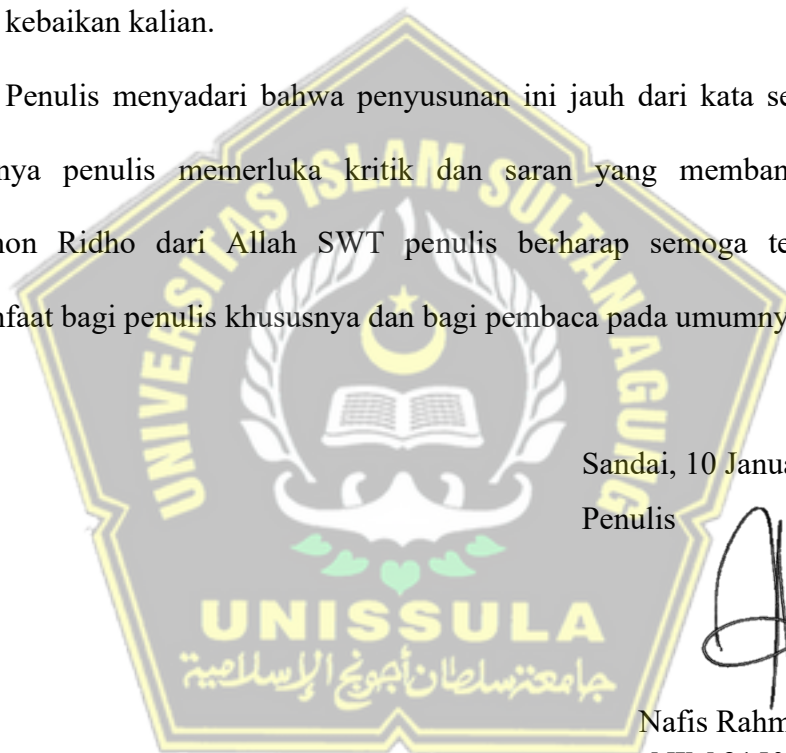 kebaikan kalian.
Penulis menyadari bahwa penyusunan ini jauh dari kata se
nya penulis memerluka kritik dan saran yang memban
on Ridho dari Allah SWT penulis berharap semoga te
faat bagi penulis khususnya dan bagi pembaca pada umumny
UNIVERSITAS ISLAM SULTAN AGUNG
Sandai, 10 Janua
Penulis
UNISSULA
جامعة سلطان أجونج الإسلامية
Nafis Rahm